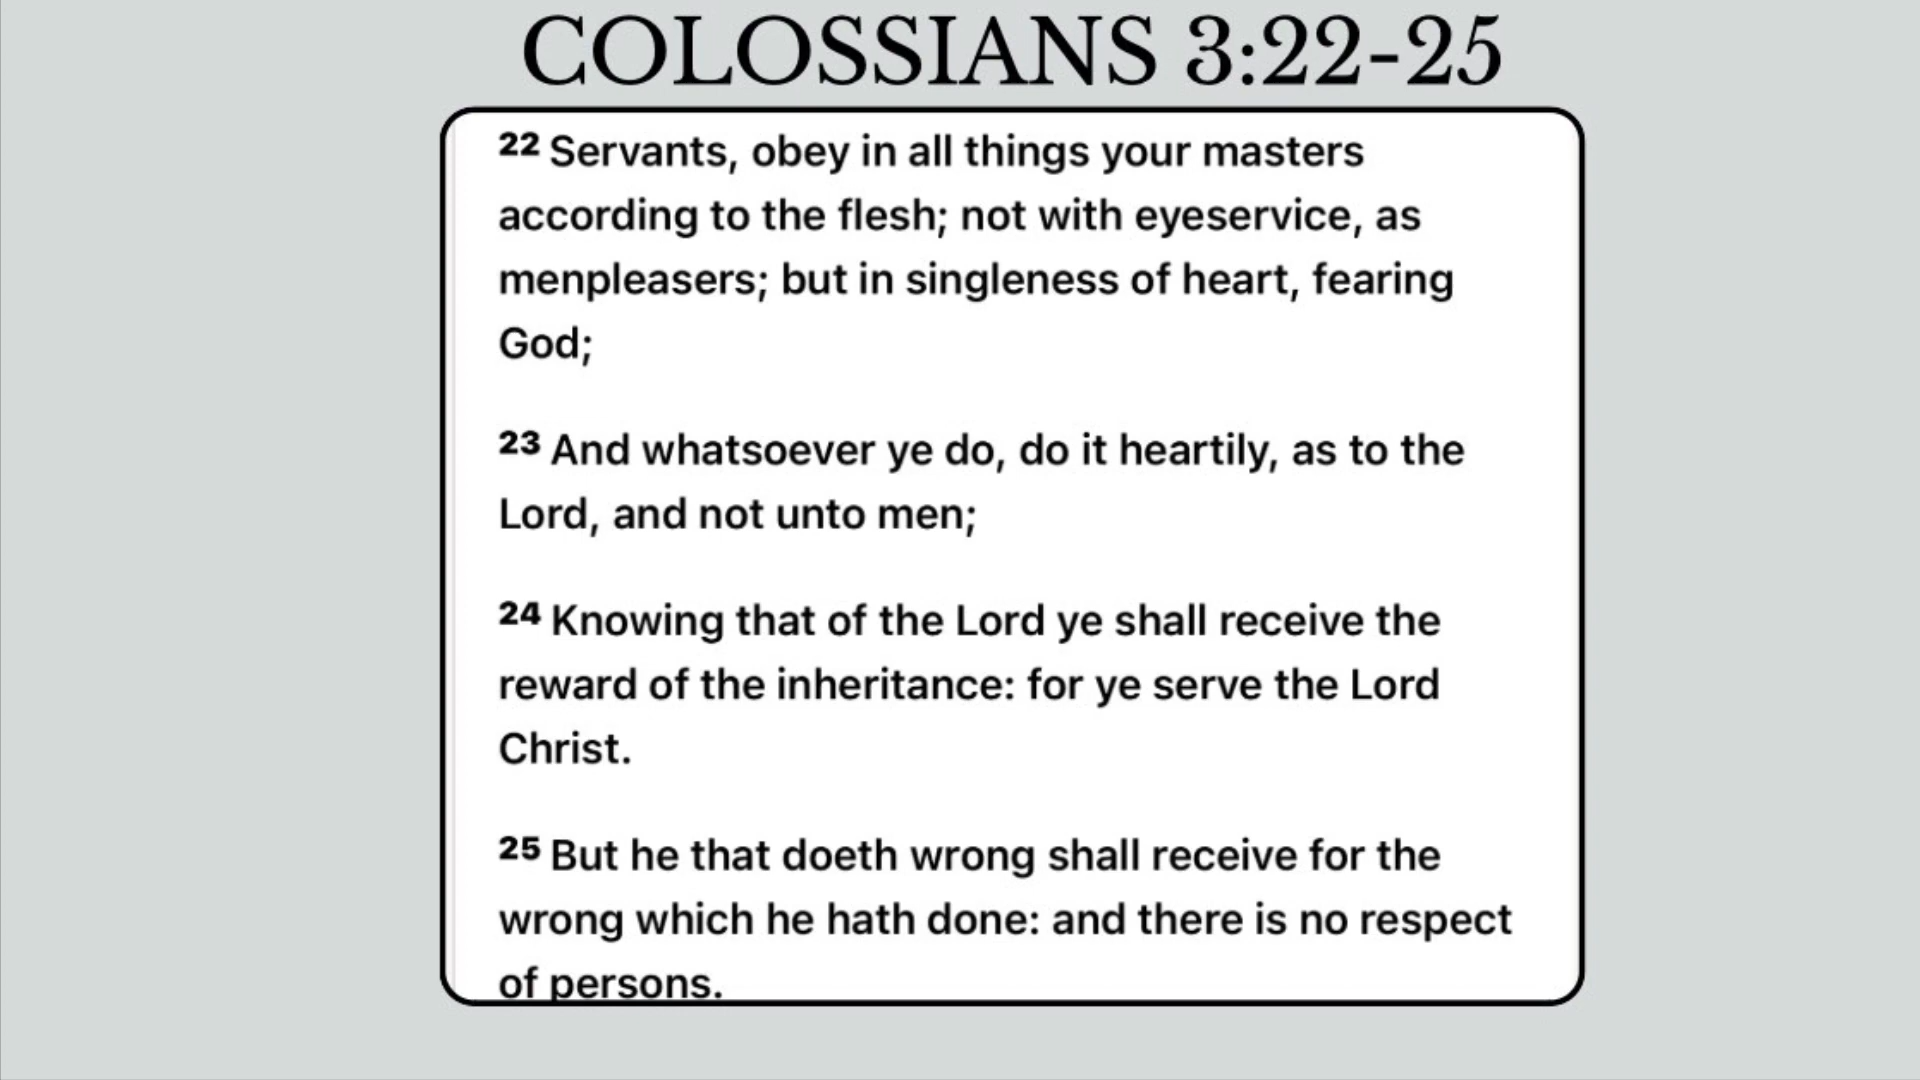 COLOSSIANS 3:22-25
22 Servants, obey in all things your masters
according to the flesh; not with eyeservice, as
menpleasers; but in singleness of heart, fearing
God;
23 And whatsoever ye do, do it heartily, as to the
Lord, and not unto men;
24 Knowing that of the Lord ye shall receive the
reward of the inheritance: for ye serve the Lord
Christ.
25 But he that doeth wrong shall receive for the
wrong which he hath done: and there is no respect
of persons.